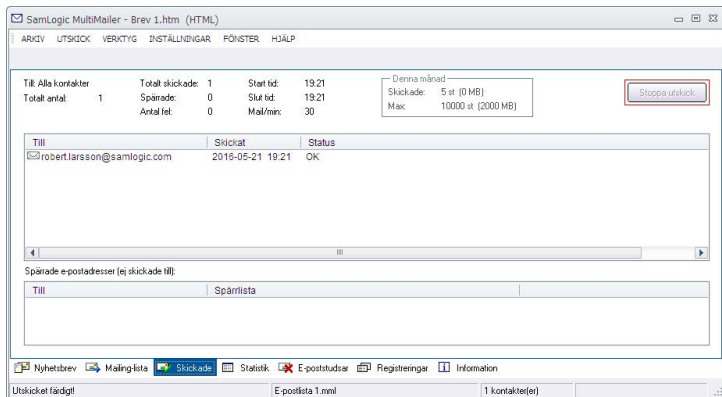 SamLogic MultiMailer - Brev 1.htm (HTML)
ARKIV UTSKICK VERKTYG INSTÄLLNINGAR FÖNSTER HJÄLP
Till: Alla kontakter Totalt skickade: 1 Start tid: 19:21
Totalt antal: 1 Spärrade: 0 Slut tid: 19:21
Antal fel: 0 Mail/min: 30
Denna månad
Skickade: 5 st (0 MB)
Max: 10000 st (2000 MB)
Stoppa utskick
Till Skickat Status
robert.larsson@samlogic.com 2016-05-21 19:21 OK
Spärrade e-postadresser (ej skickade till):
Till Spärrlista
Nyhetsbrev Mailing-lista Skickade Statistik E-poststudsar Registreringar Information
Utskicket färdigt! E-postlista 1.mml 1 kontakter(er)